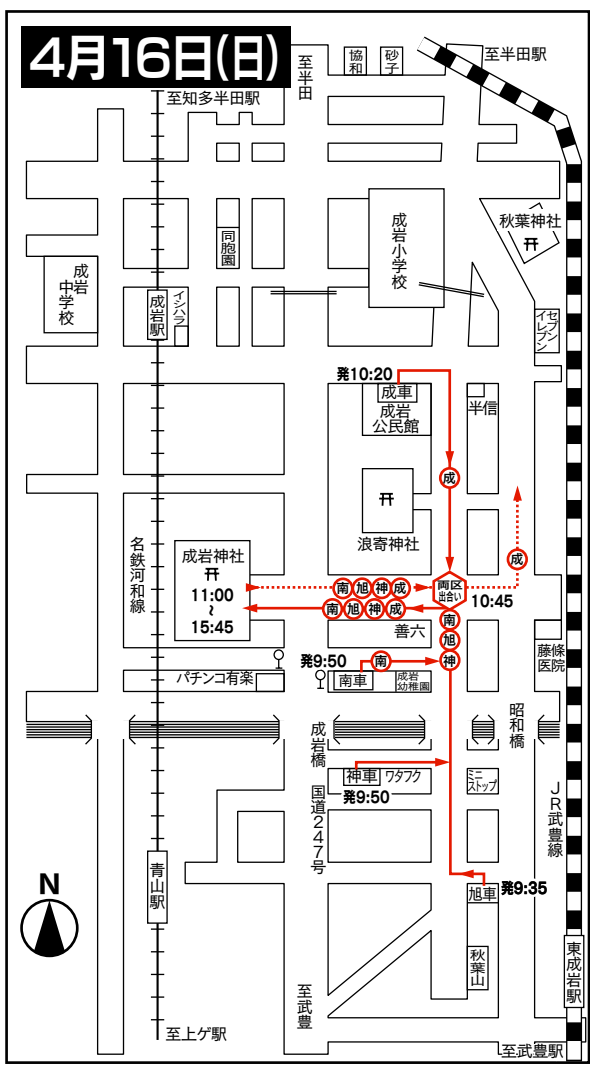 4月16日(日)
至知多半田駅
至半田
協和
砂子
至半田駅
秋葉神社
成岩小学校
同胞園
成岩中学校
成岩駅
イシハラ
セブンイレブン
発10:20
成車
成岩
公民館
半信
成
浪寄神社
名鉄河和線
成岩神社
11:00
~
15:45
南旭神成
南旭神成
両区
出合い
10:45
成
南
旭
神
善六
藤條
医院
発9:50
南
南車
成岩
幼稚園
パチンコ有楽
昭和橋
成岩橋
神車
ワタフク
発9:50
ミニ
ストップ
国道247号
JR武豊線
青山駅
N
旭車
発9:35
秋葉山
東成岩駅
至武豊
至上ゲ駅
至武豊駅